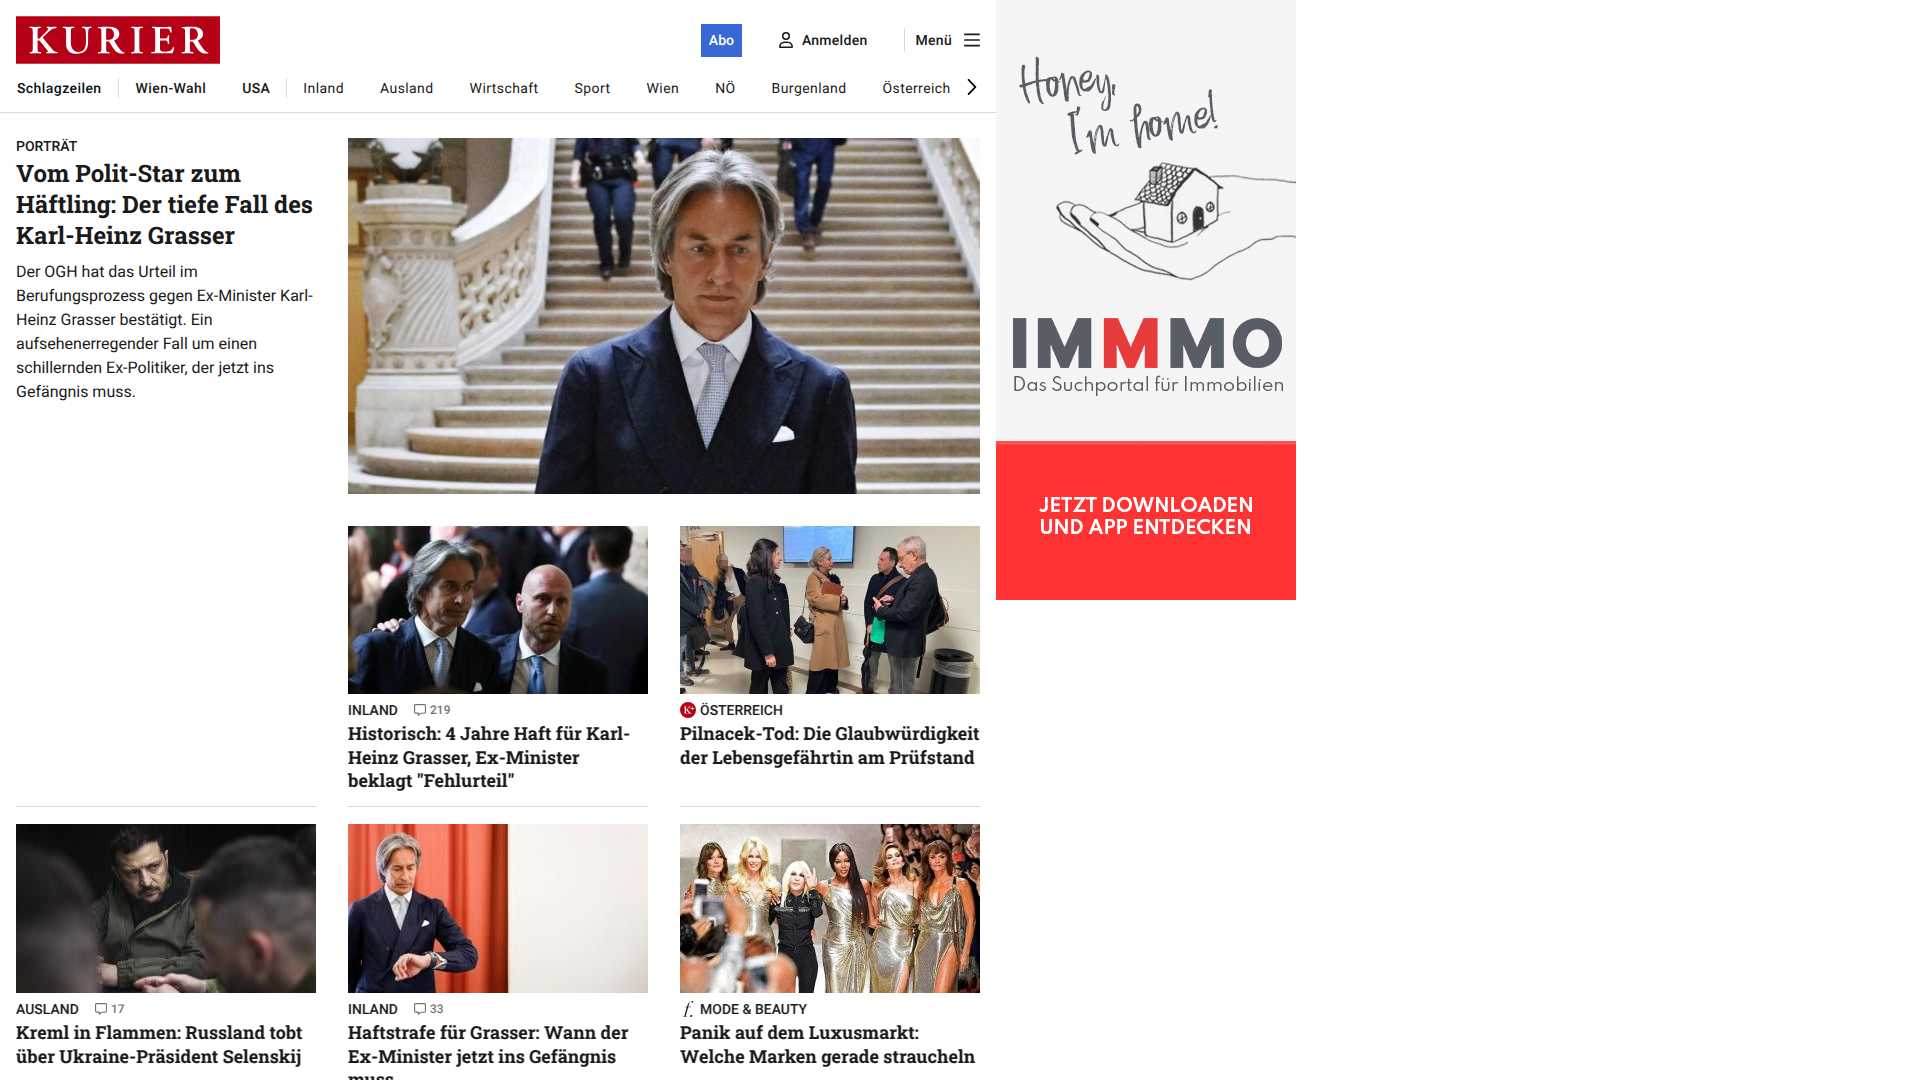 KURIER
Abo
Anmelden
Menü
Schlagzeilen
Wien-Wahl
USA
Inland
Ausland
Wirtschaft
Sport
Wien
NÖ
Burgenland
Österreich
PORTRÄT
Vom Polit-Star zum
Häftling: Der tiefe Fall des
Karl-Heinz Grasser
Der OGH hat das Urteil im
Berufungsprozess gegen Ex-Minister Karl-
Heinz Grasser bestätigt. Ein
aufsehenerregender Fall um einen
schillernden Ex-Politiker, der jetzt ins
Gefängnis muss.
INLAND 219
Historisch: 4 Jahre Haft für Karl-
Heinz Grasser, Ex-Minister
beklagt "Fehlurteil"
K+ ÖSTERREICH
Pilnacek-Tod: Die Glaubwürdigkeit
der Lebensgefährtin am Prüfstand
AUSLAND 17
Kreml in Flammen: Russland tobt
über Ukraine-Präsident Selenskij
INLAND 33
Haftstrafe für Grasser: Wann der
Ex-Minister jetzt ins Gefängnis
muss
f. MODE & BEAUTY
Panik auf dem Luxusmarkt:
Welche Marken gerade straucheln
Honey,
I'm home!
IMMMO
Das Suchportal für Immobilien
JETZT DOWNLOADEN
UND APP ENTDECKEN